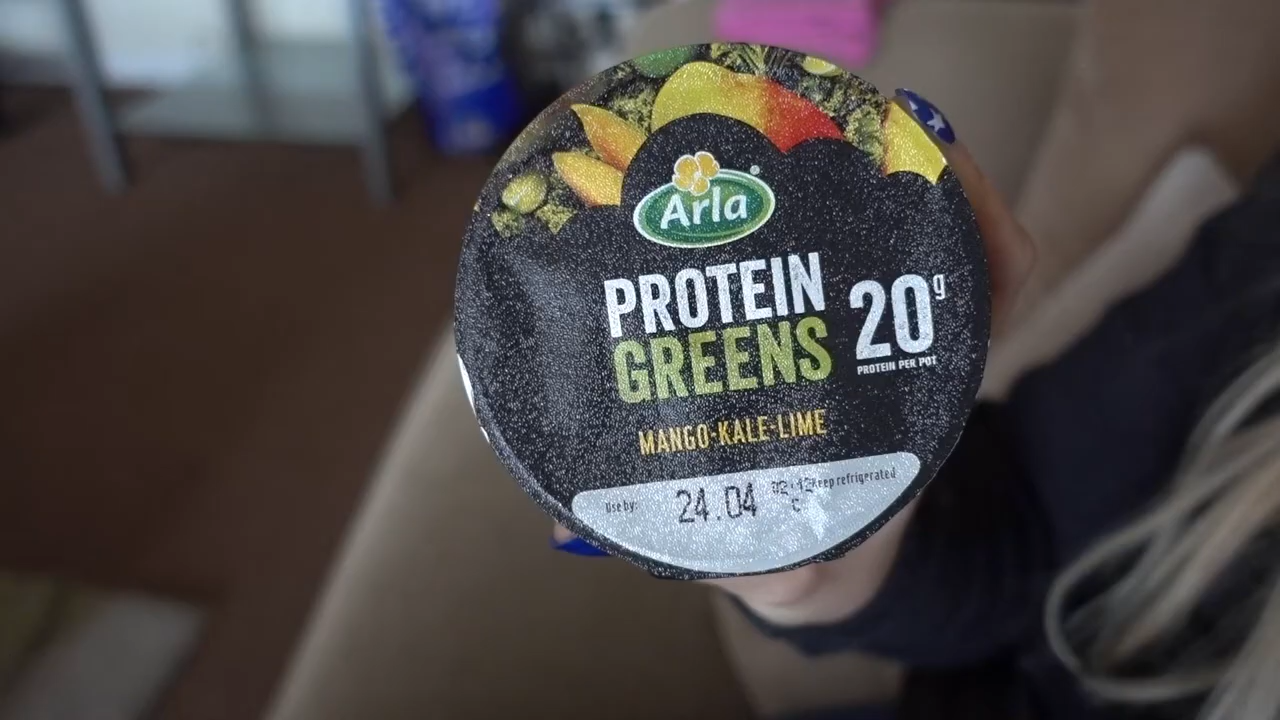 Arla®
PROTEIN
GREENS
20g
PROTEIN PER POT
MANGO-KALE-LIME
Use by:
24.04
Keep refrigerated